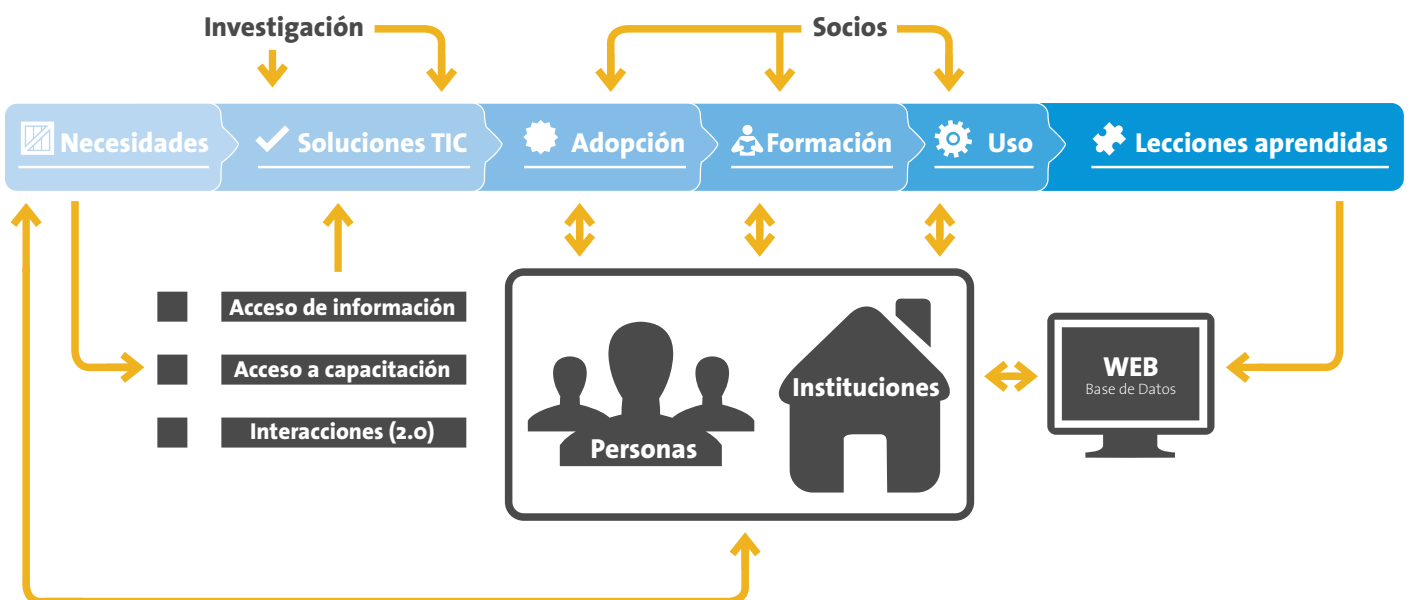 Investigación
Socios
Necesidades
Soluciones TIC
Adopción
Formación
Uso
Lecciones aprendidas
Acceso de información
Acceso a capacitación
Interacciones (2.0)
Personas
Instituciones
WEB
Base de Datos